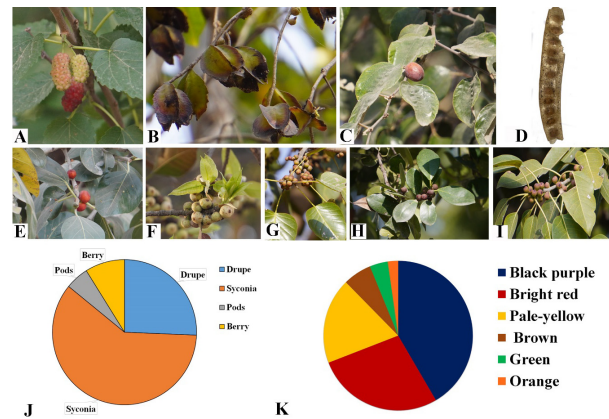 A
B
C
D
E
F
G
H
I
Berry
Pods
Drupe
Syconia
Drupe
Syconia
Pods
Berry
J
Black purple
Bright red
Pale-yellow
Brown
Green
Orange
K